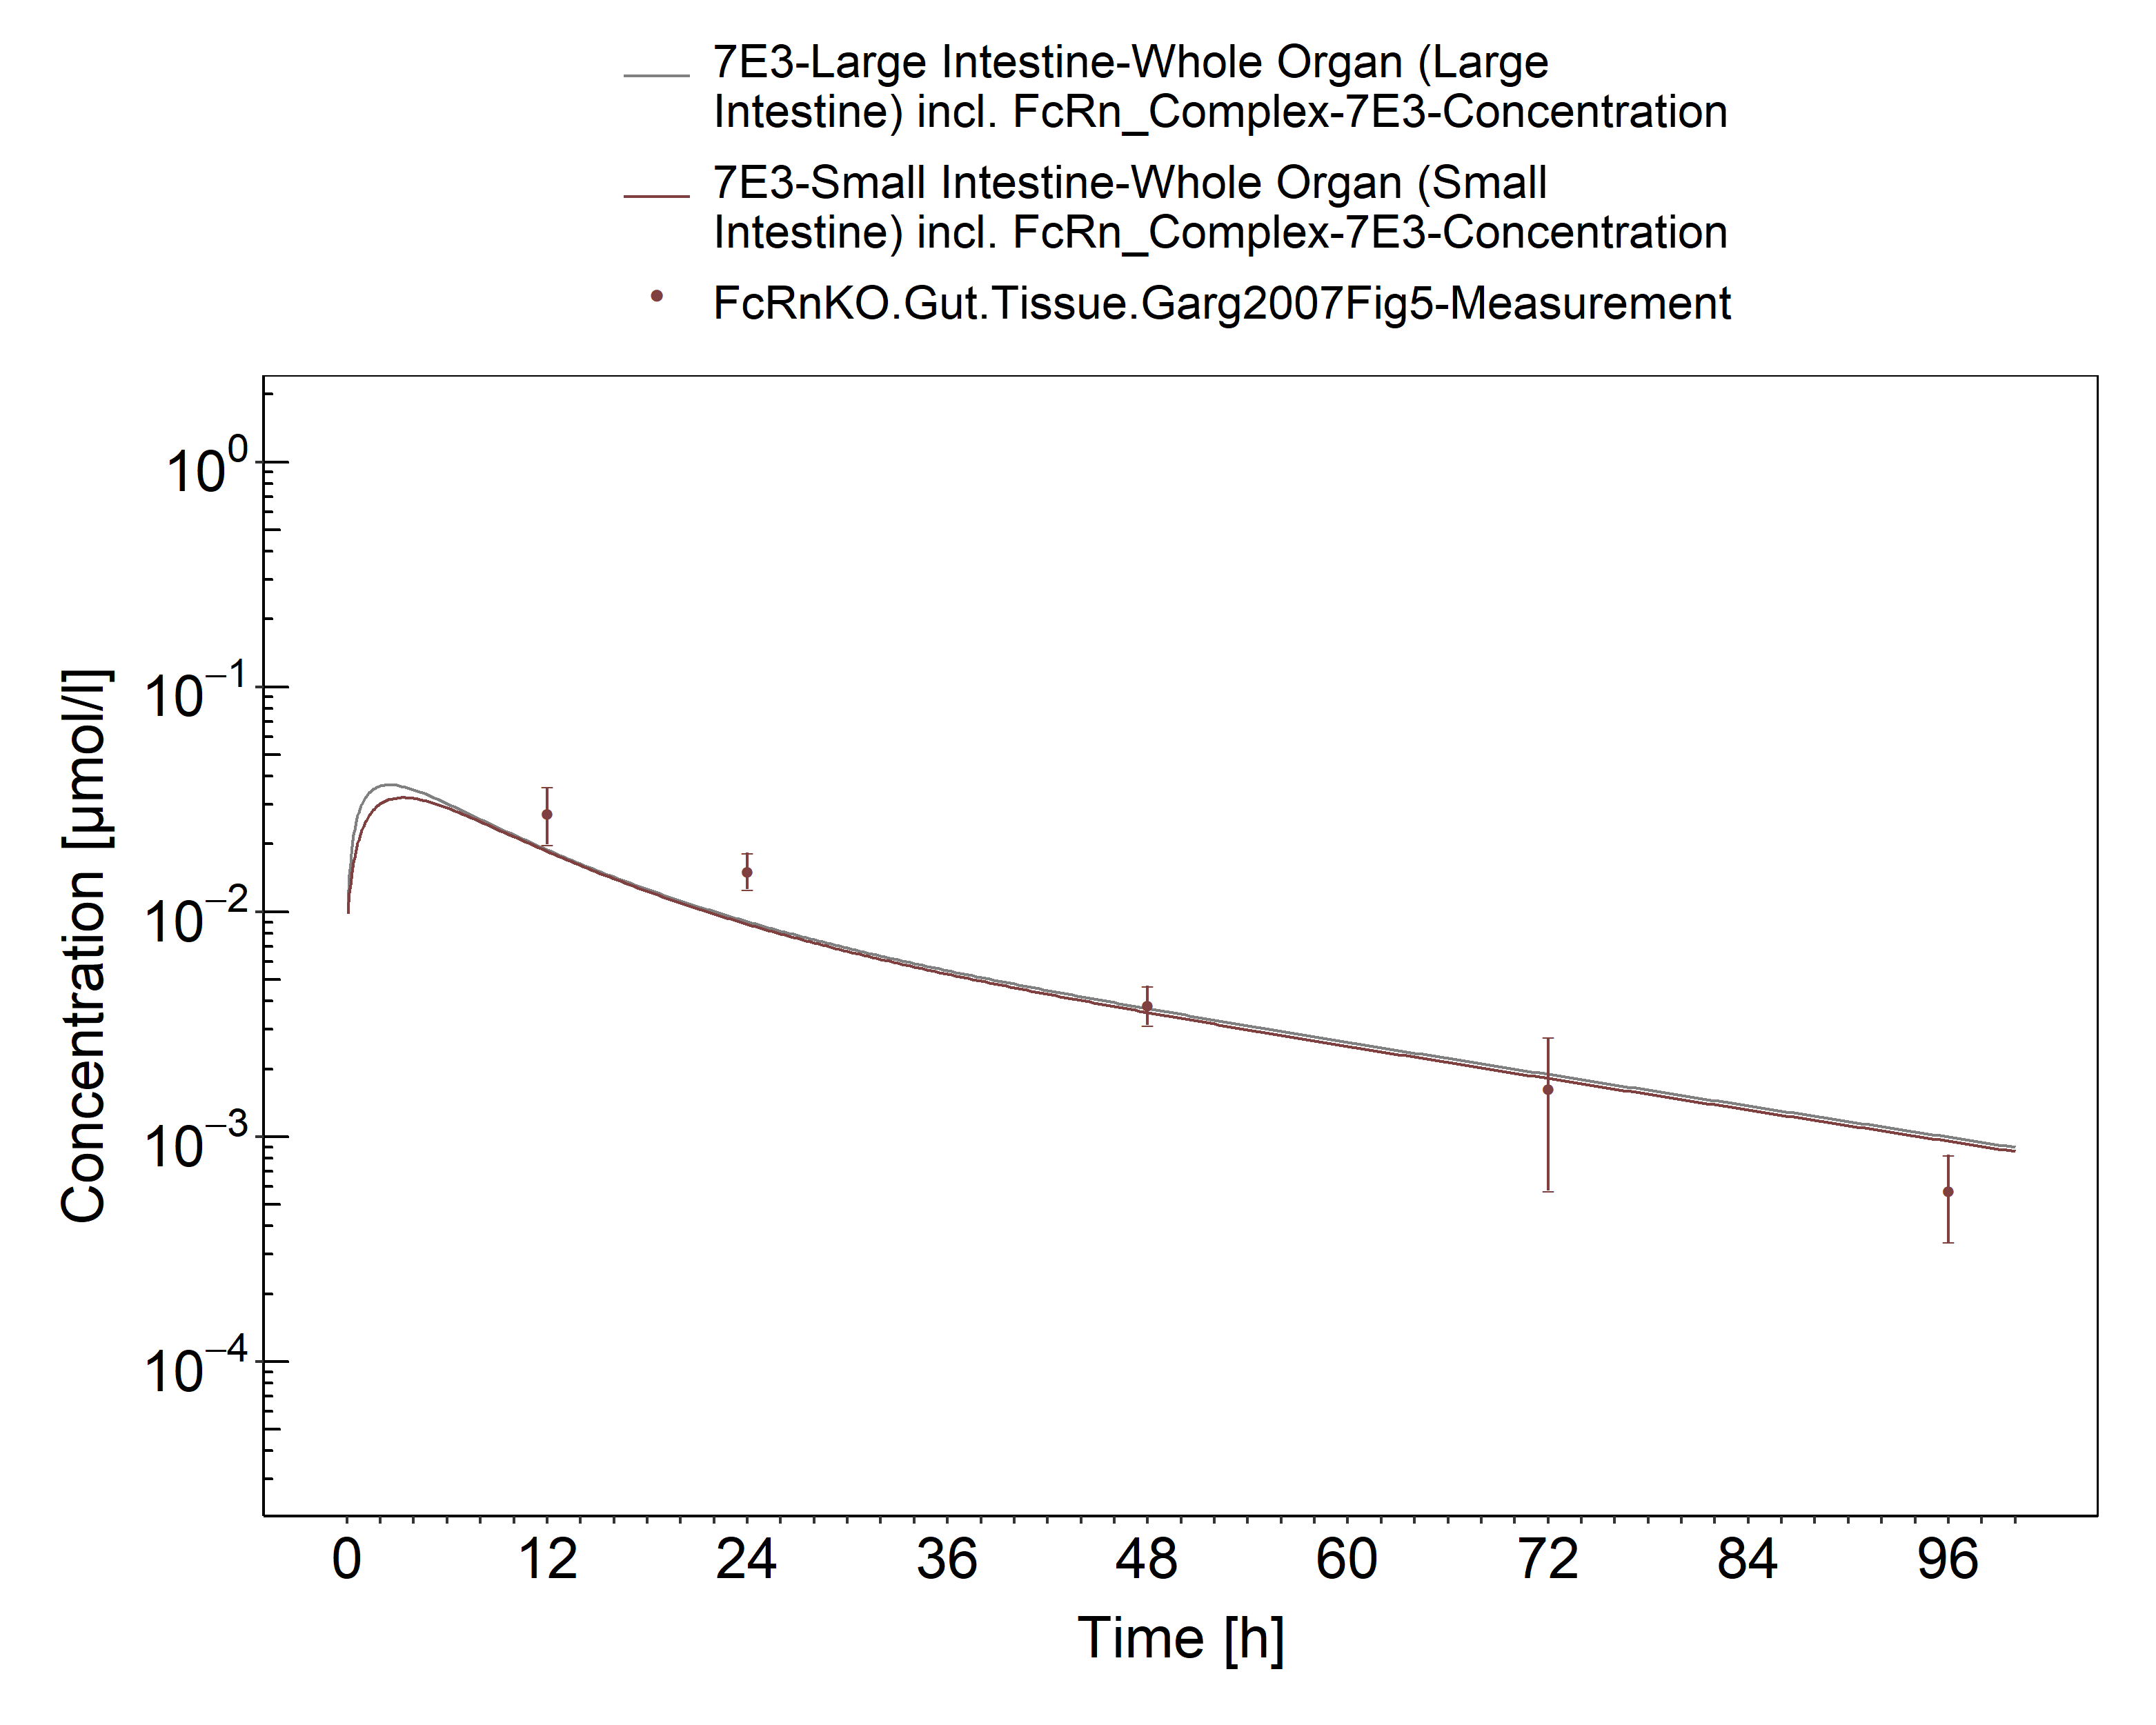 7E3-Large Intestine-Whole Organ (Large
Intestine) incl. FcRn_Complex-7E3-Concentration
7E3-Small Intestine-Whole Organ (Small
Intestine) incl. FcRn_Complex-7E3-Concentration
FcRnKO.Gut.Tissue.Garg2007Fig5-Measurement
10⁰
10⁻¹
10⁻²
10⁻³
10⁻⁴
Concentration [µmol/l]
0 12 24 36 48 60 72 84 96
Time [h]